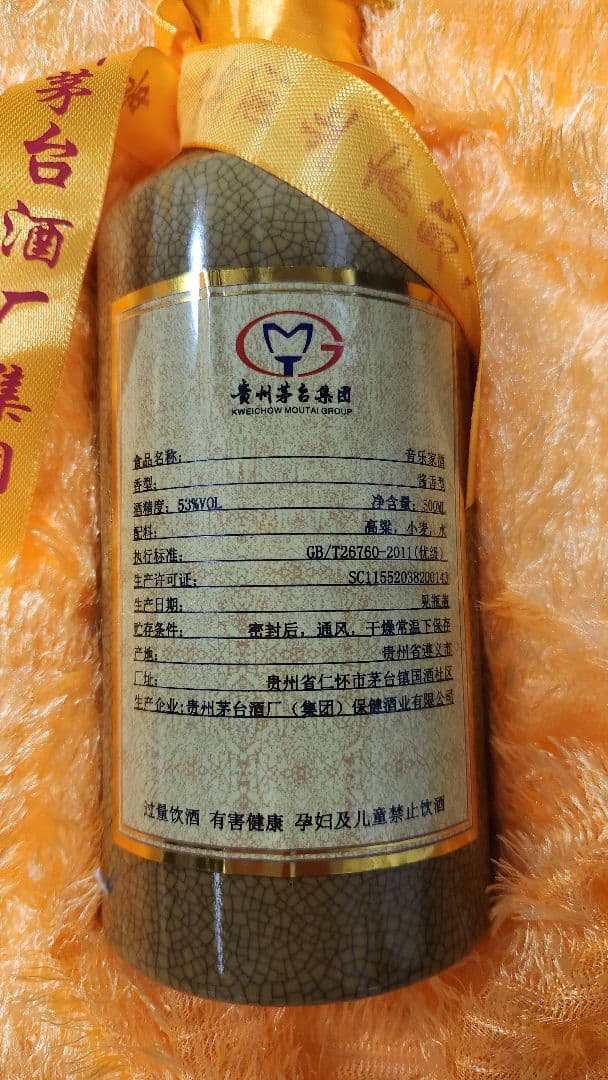 茅台酒厂集团
贵州茅台集团
KWEICHOW MOUTAI GROUP
食品名称: 音乐家酒
香型: 酱香型
酒精度: 53%VOL 净含量: 500ML
配料: 高粱, 小麦, 水
执行标准: GB/T26760-2011(优级)
生产许可证: SC11552038200143
生产日期: 见瓶盖
贮存条件: 密封后, 通风, 干燥常温下保存
产地: 贵州省遵义市
厂址: 贵州省仁怀市茅台镇国酒社区
生产企业:贵州茅台酒厂（集团）保健酒业有限公司
过量饮酒 有害健康 孕妇及儿童禁止饮酒